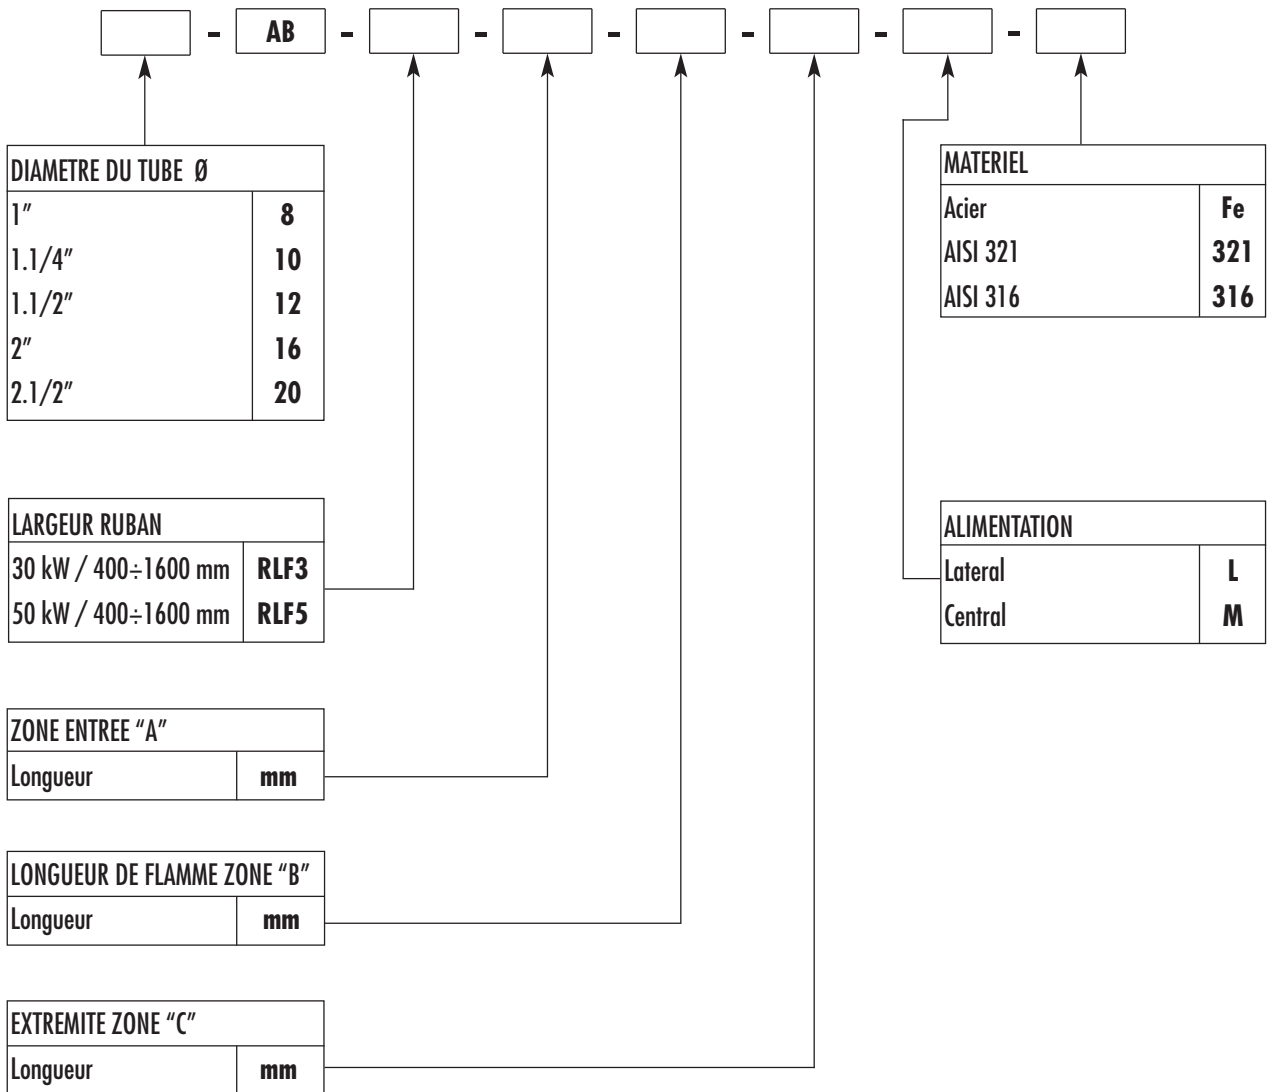 - AB - - - - - -
DIAMETRE DU TUBE Ø
1″ 8
1.1/4″ 10
1.1/2″ 12
2″ 16
2.1/2″ 20
MATERIEL
Acier Fe
AISI 321 321
AISI 316 316
LARGEUR RUBAN
30 kW / 400÷1600 mm RLF3
50 kW / 400÷1600 mm RLF5
ALIMENTATION
Lateral L
Central M
ZONE ENTREE “A”
Longueur mm
LONGUEUR DE FLAMME ZONE “B”
Longueur mm
EXTREMITE ZONE “C”
Longueur mm